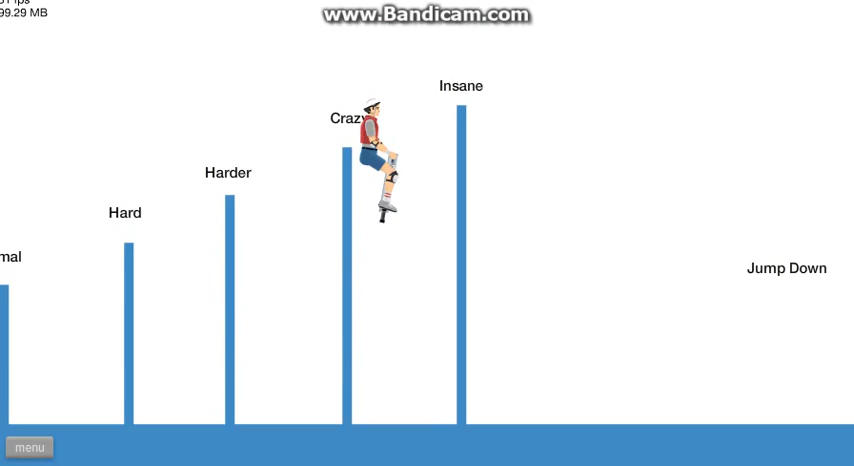 99.29 MB
www.Bandicam.com
Insane
Crazy
Harder
Hard
mal
Jump Down
menu